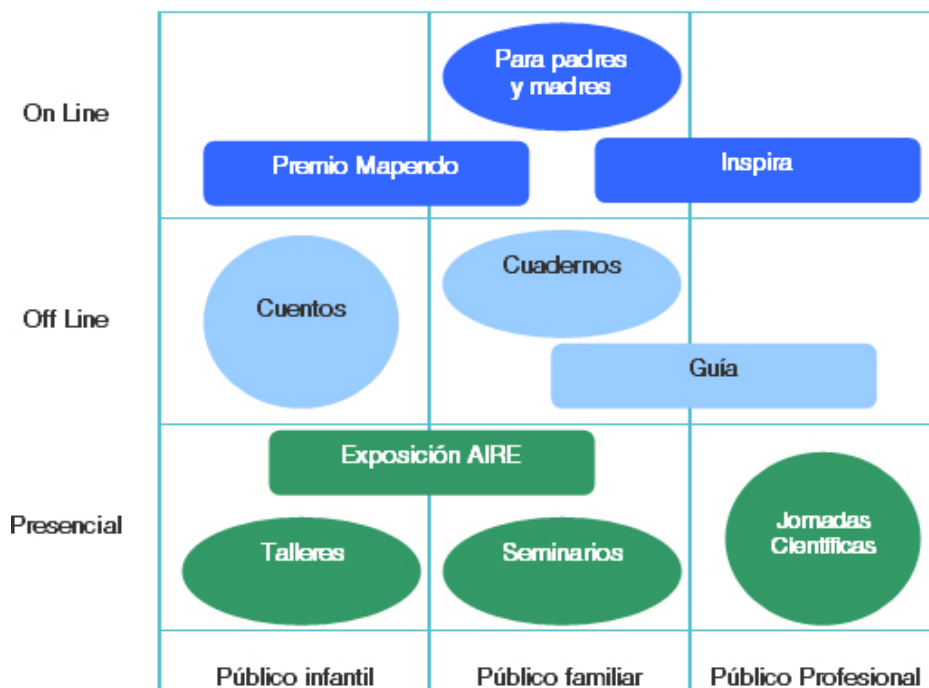 Para padres
y madres
On Line
Premio Mapendo
Inspira
Cuadernos
Cuentos
Off Line
Guía
Exposición AIRE
Presencial
Jornadas
Científicas
Talleres
Seminarios
Público infantil
Público familiar
Público Profesional